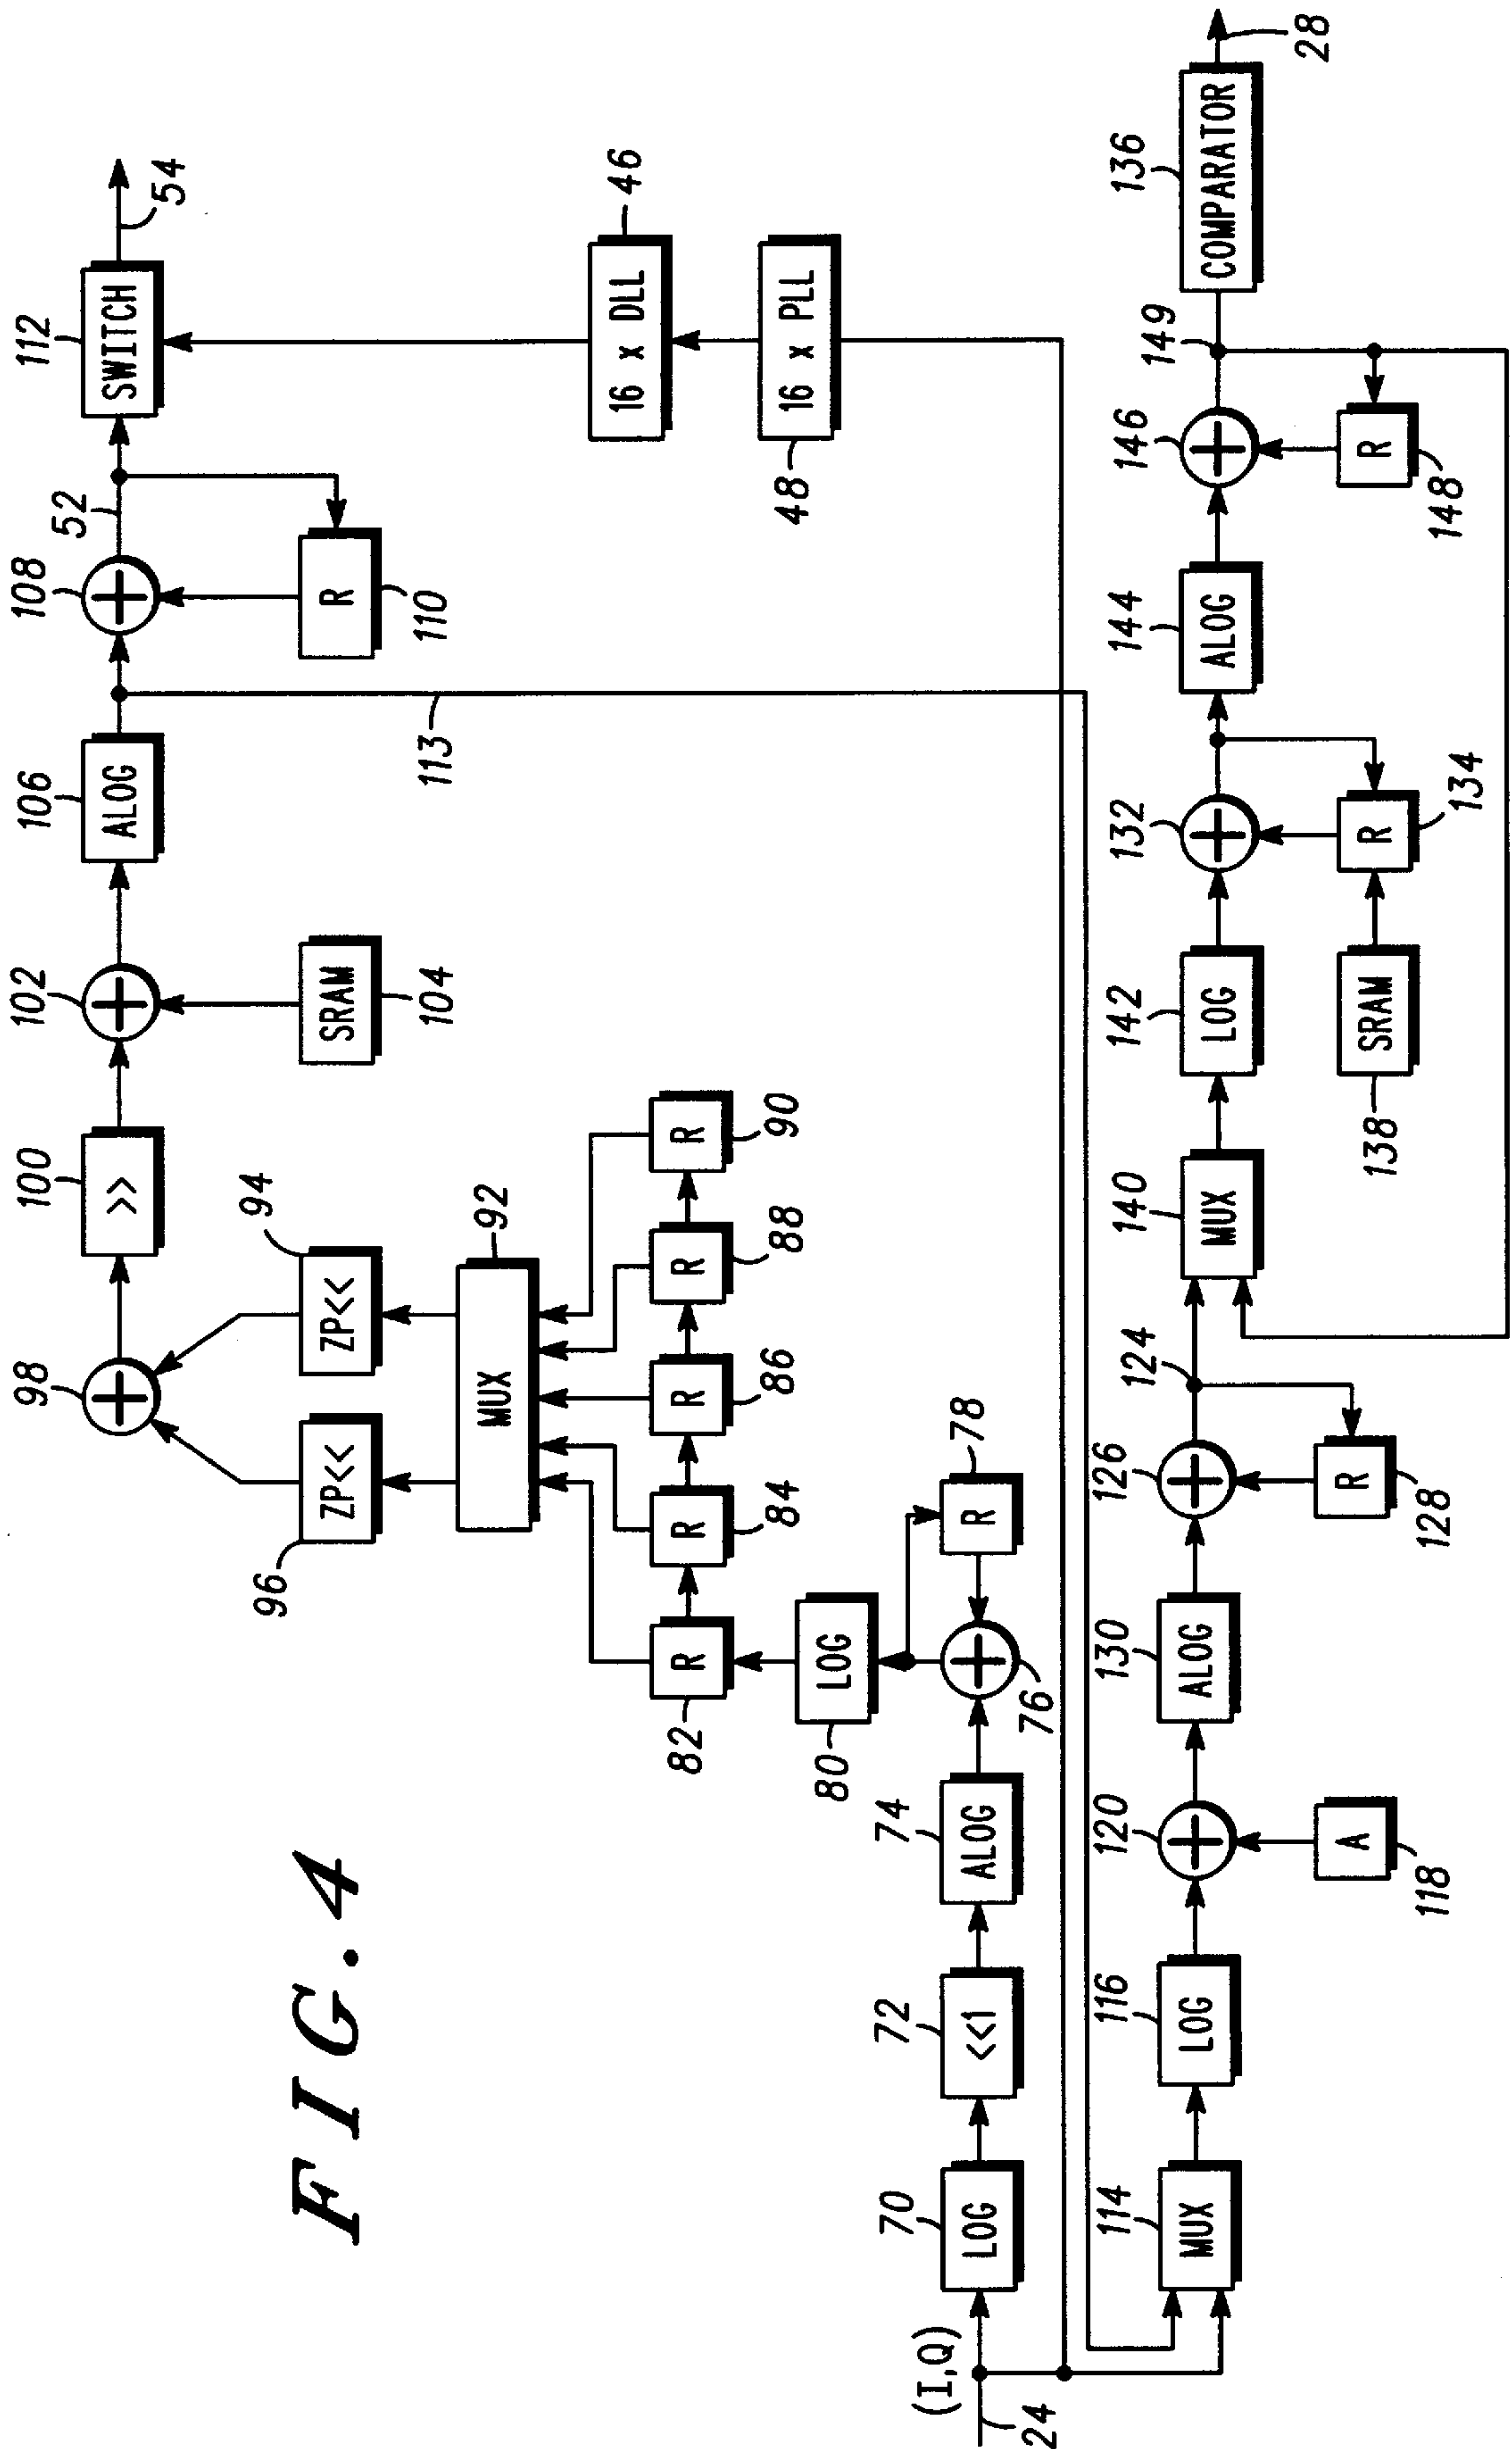 FIG. 4
98
100
102
106
108
52
112
54
>>
ALOG
SWITCH
96
94
104
110
113
ZP<<
ZP<<
SRAM
R
92
MUX
46
16 x DLL
82
84
86
88
90
R
R
R
R
R
48
16 x PLL
80
LOG
78
R
(I,Q)
24
70
72
74
76
LOG
<<1
ALOG
114
116
120
130
126
124
140
142
132
144
146
149
136
MUX
LOG
ALOG
MUX
LOG
ALOG
COMPARATOR
28
118
128
138
134
148
A
R
SRAM
R
R